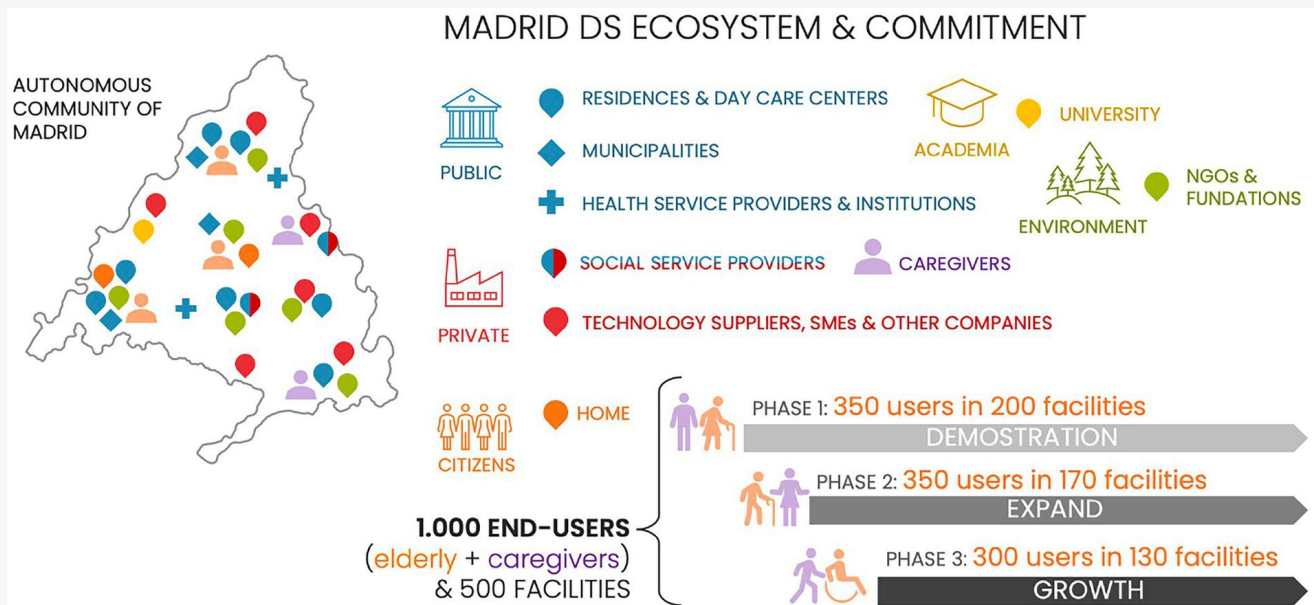 MADRID DS ECOSYSTEM & COMMITMENT
AUTONOMOUS
COMMUNITY OF
MADRID
PUBLIC
RESIDENCES & DAY CARE CENTERS
MUNICIPALITIES
HEALTH SERVICE PROVIDERS & INSTITUTIONS
ACADEMIA
UNIVERSITY
ENVIRONMENT
NGOs &
FUNDATIONS
PRIVATE
SOCIAL SERVICE PROVIDERS
CAREGIVERS
TECHNOLOGY SUPPLIERS, SMEs & OTHER COMPANIES
CITIZENS
HOME
1.000 END-USERS
(elderly + caregivers)
& 500 FACILITIES
PHASE 1: 350 users in 200 facilities
DEMOSTRATION
PHASE 2: 350 users in 170 facilities
EXPAND
PHASE 3: 300 users in 130 facilities
GROWTH